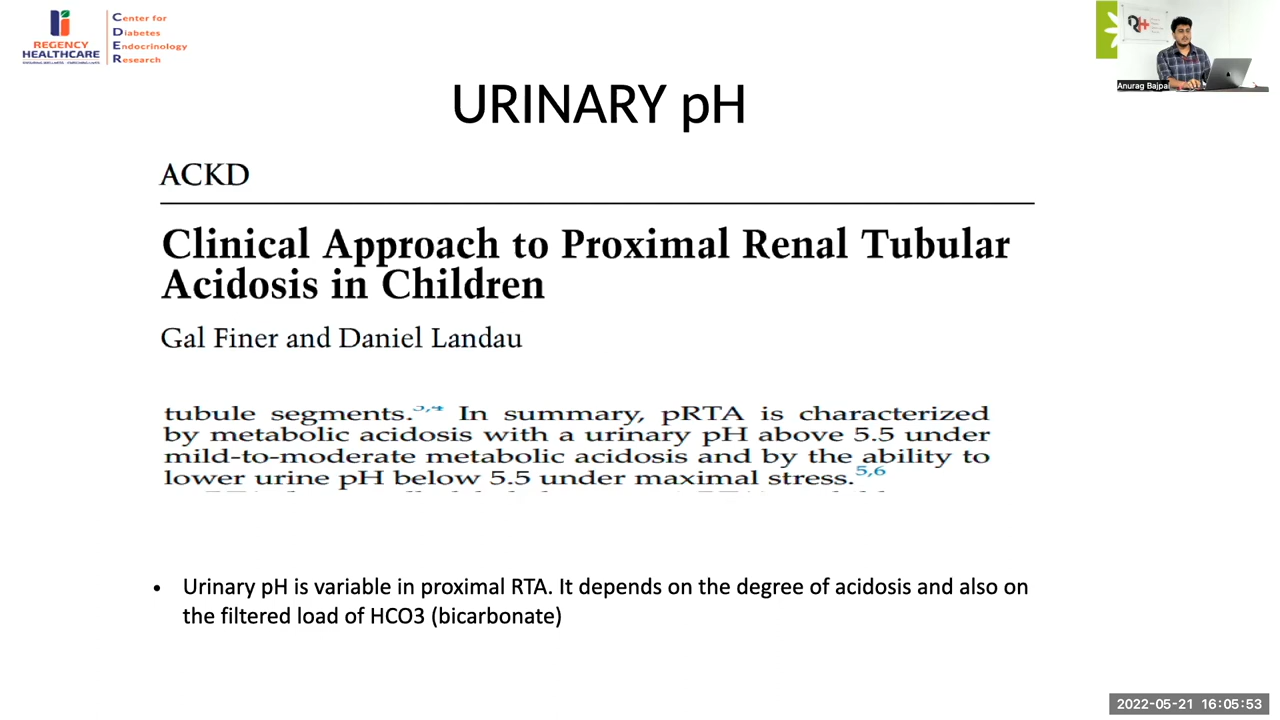 REGENCY
HEALTHCARE
Center for
Diabetes
Endocrinology
Research
Anurag Bajpai
URINARY pH
ACKD
Clinical Approach to Proximal Renal Tubular
Acidosis in Children
Gal Finer and Daniel Landau
tubule segments.3,4 In summary, pRTA is characterized
by metabolic acidosis with a urinary pH above 5.5 under
mild-to-moderate metabolic acidosis and by the ability to
lower urine pH below 5.5 under maximal stress.5,6
• Urinary pH is variable in proximal RTA. It depends on the degree of acidosis and also on
the filtered load of HCO3 (bicarbonate)
2022-05-21 16:05:53